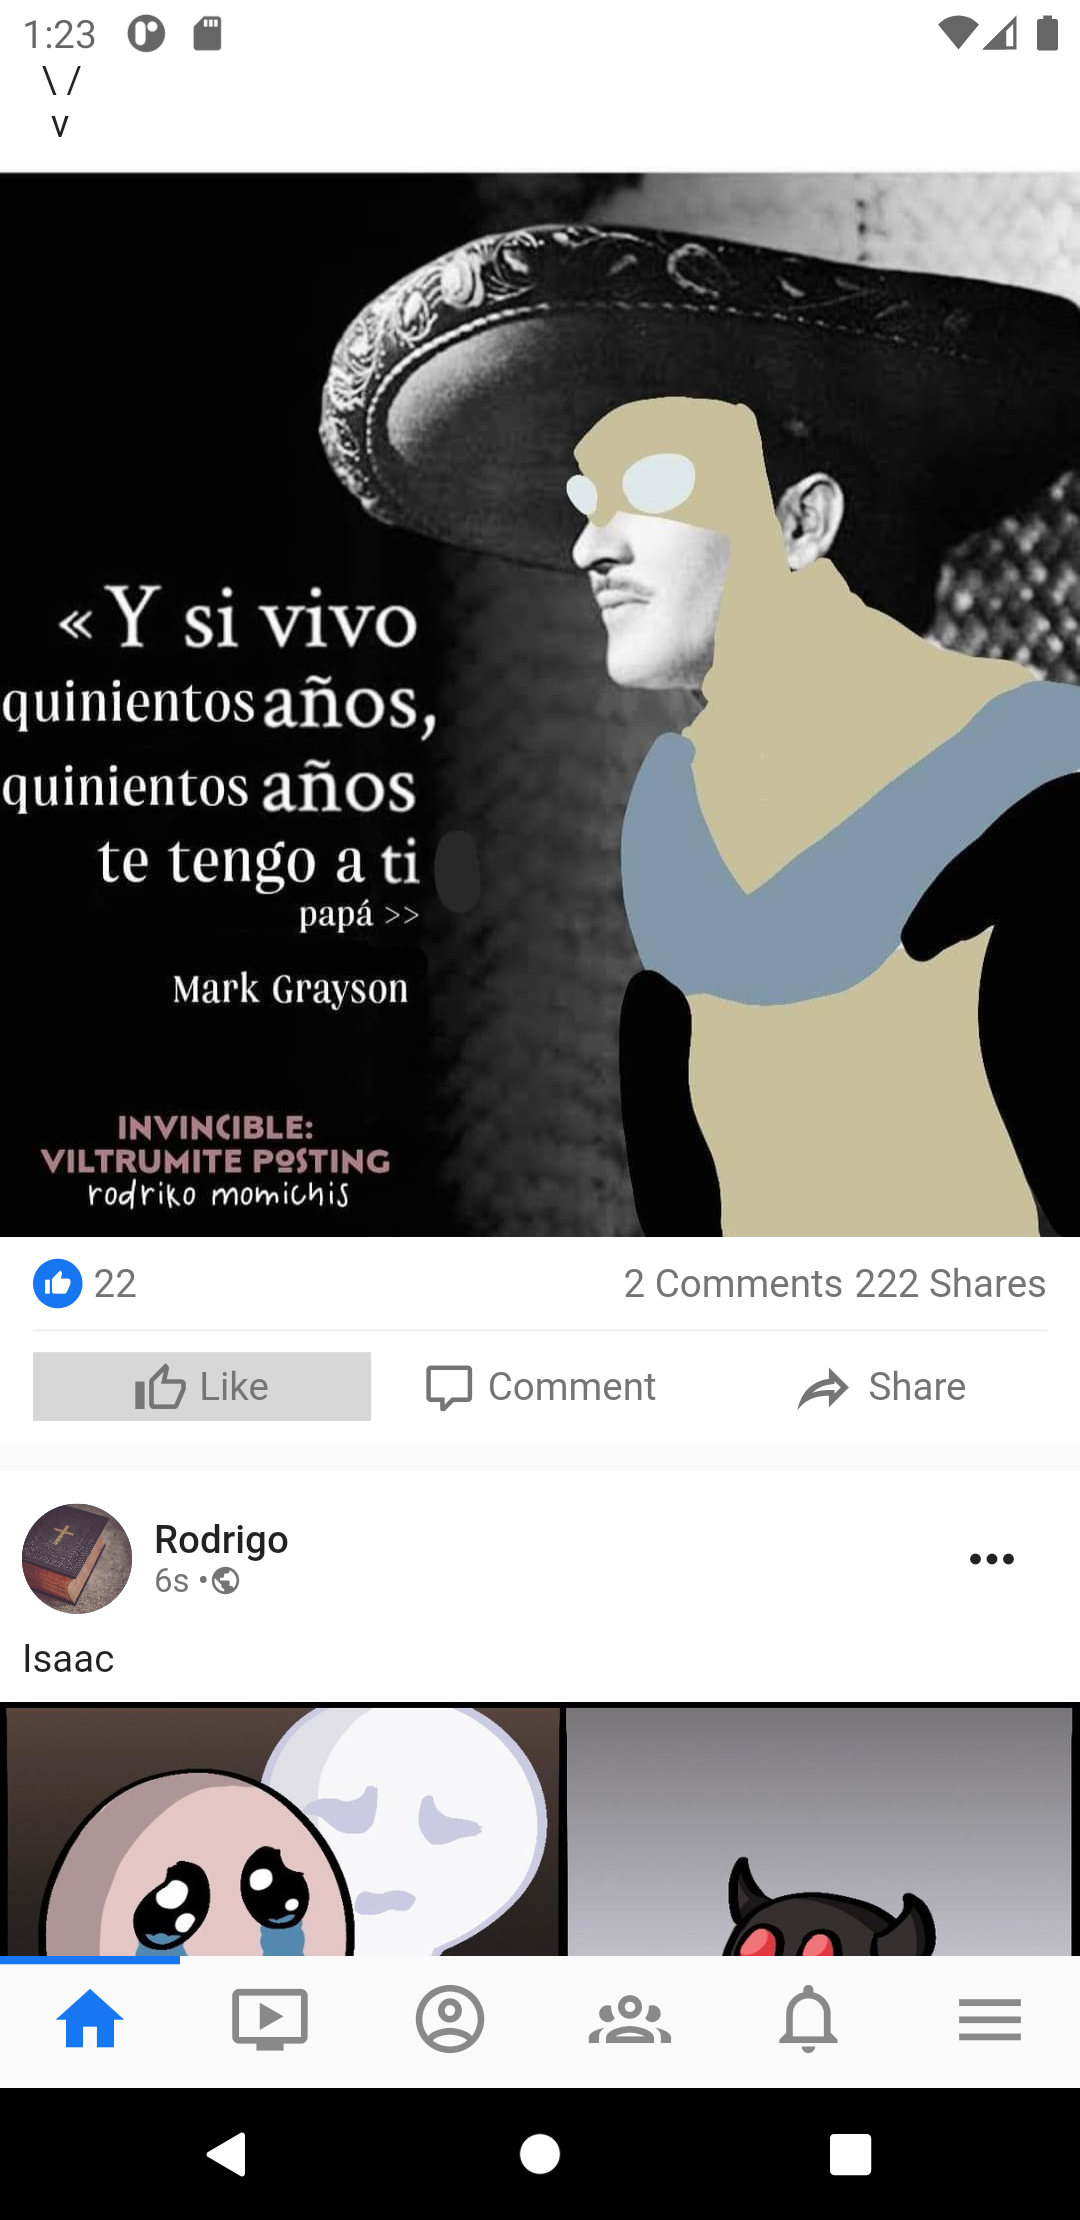 1:23
\ /
v
« Y si vivo
quinientos años,
quinientos años
te tengo a ti
papá >>
Mark Grayson
INVINCIBLE:
VILTRUMITE POSTING
rodriko momichis
22
2 Comments 222 Shares
Like Comment Share
Rodrigo
6s •
Isaac